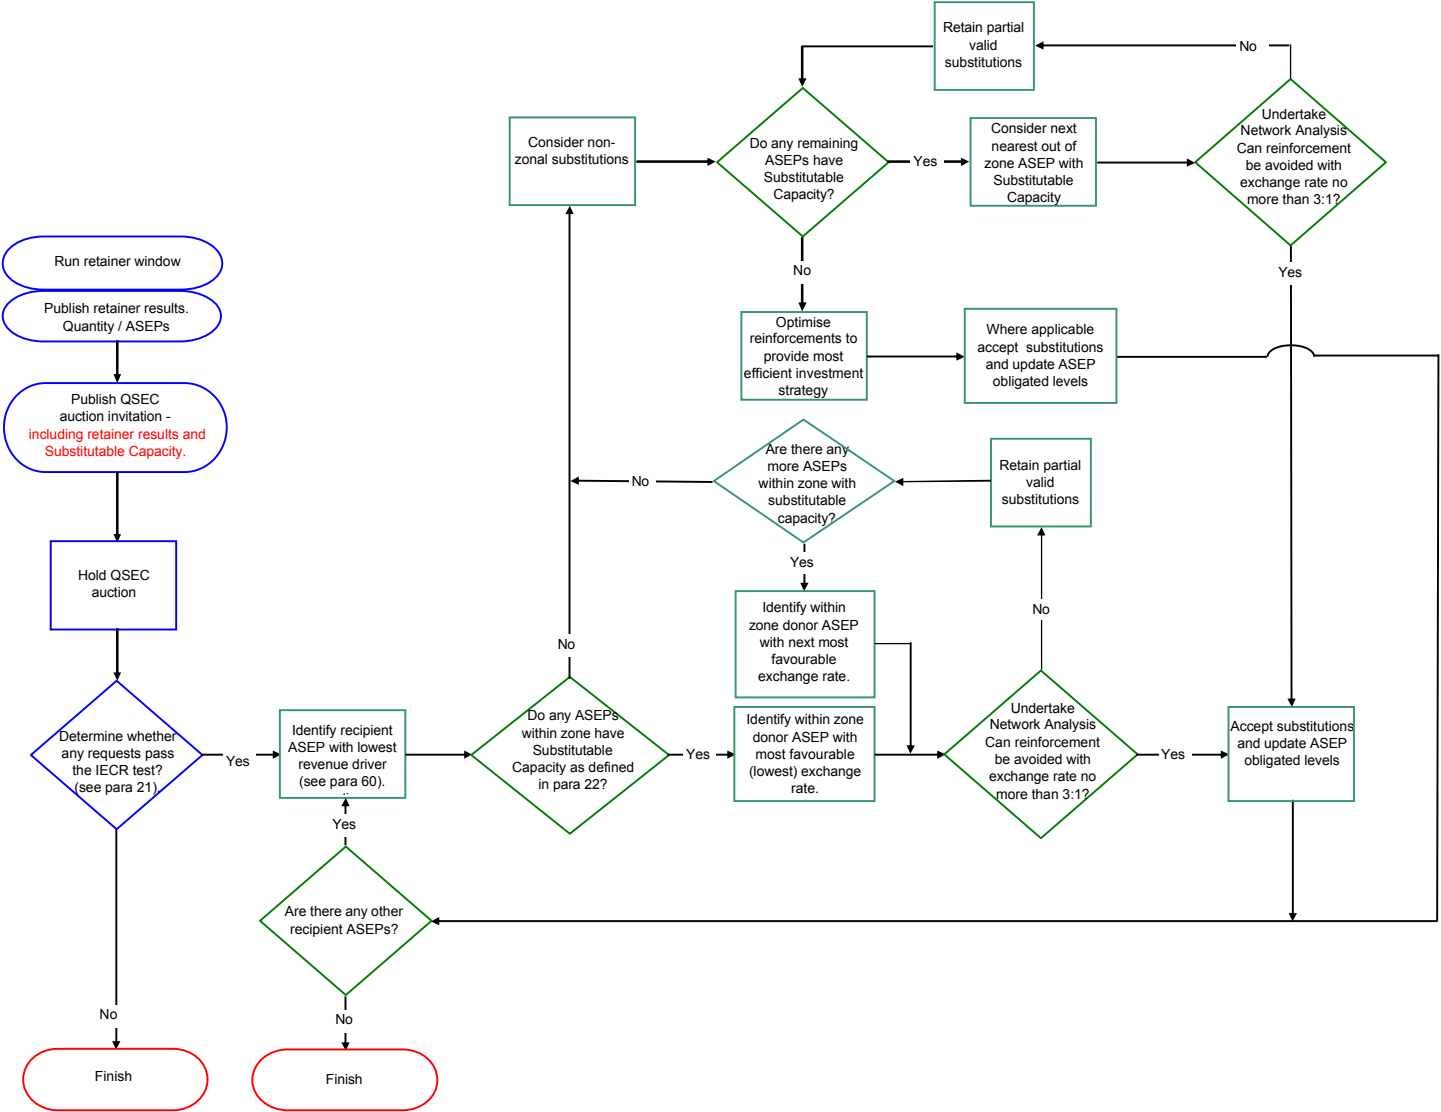 Retain partial
valid
substitutions
No
Consider non-
zonal substitutions
Do any remaining
ASEPs have
Substitutable
Capacity?
Yes
Consider next
nearest out of
zone ASEP with
Substitutable
Capacity
Undertake
Network Analysis
Can reinforcement
be avoided with
exchange rate no
more than 3:1?
No
Yes
Run retainer window
Publish retainer results.
Quantity / ASEPs
Optimise
reinforcements to
provide most
efficient investment
strategy
Where applicable
accept substitutions
and update ASEP
obligated levels
Publish QSEC
auction invitation -
including retainer results and
Substitutable Capacity.
Are there any
more ASEPs
within zone with
substitutable
capacity?
No
Retain partial
valid
substitutions
Yes
Hold QSEC
auction
Identify within
zone donor ASEP
with next most
favourable
exchange rate.
No
No
Determine whether
any requests pass
the IECR test?
(see para 21)
Yes
Identify recipient
ASEP with lowest
revenue driver
(see para 60).
Do any ASEPs
within zone have
Substitutable
Capacity as defined
in para 22?
Yes
Identify within zone
donor ASEP with
most favourable
(lowest) exchange
rate.
Undertake
Network Analysis
Can reinforcement
be avoided with
exchange rate no
more than 3:1?
Yes
Accept substitutions
and update ASEP
obligated levels
Yes
Are there any other
recipient ASEPs?
No
No
Finish
Finish